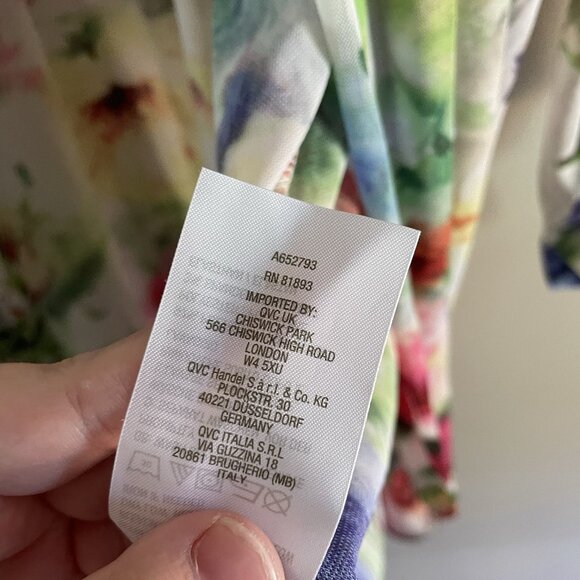 A652793
RN 81893
IMPORTED BY:
QVC UK
CHISWICK PARK
566 CHISWICK HIGH ROAD
LONDON
W4 5XU
QVC Handel S.à r.l. & Co. KG
PLOCKSTR. 30
40221 DÜSSELDORF
GERMANY
QVC ITALIA S.R.L
VIA GUZZINA 18
20861 BRUGHERIO (MB)
ITALY